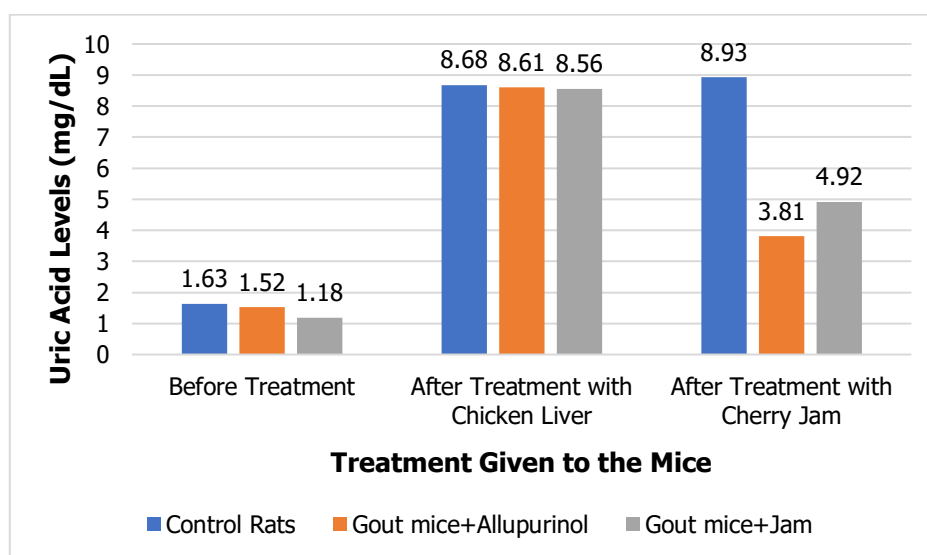 Uric Acid Levels (mg/dL)
10
9
8
7
6
5
4
3
2
1
0
1.63
1.52
1.18
8.68
8.61
8.56
8.93
3.81
4.92
Before Treatment
After Treatment with
Chicken Liver
After Treatment with
Cherry Jam
Treatment Given to the Mice
Control Rats
Gout mice+Allupurinol
Gout mice+Jam